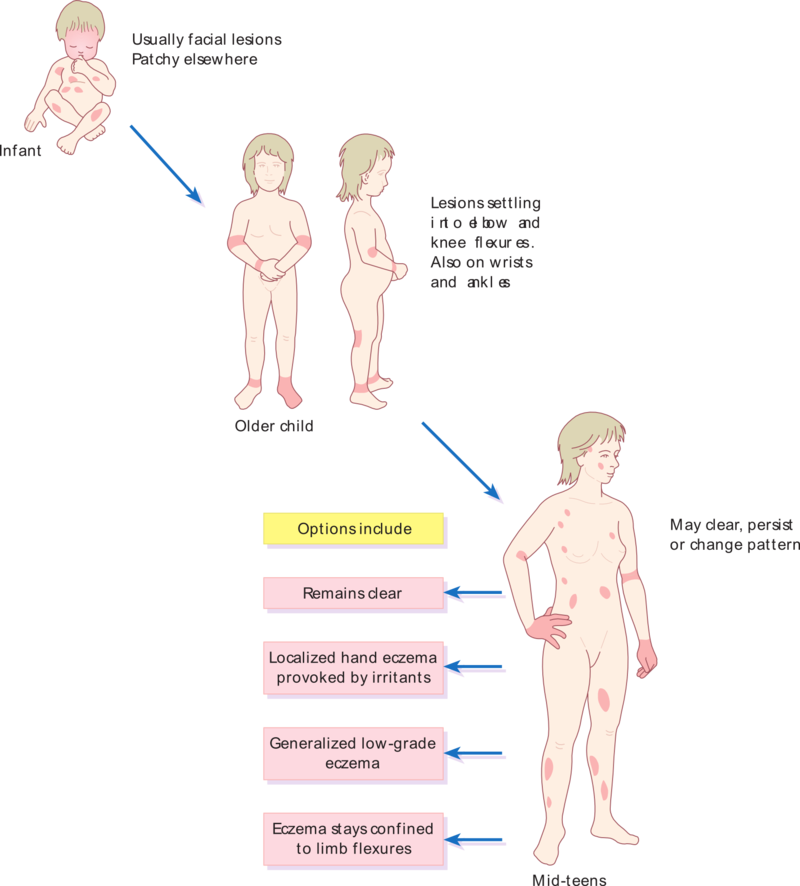 Usually facial lesions
Patchy elsewhere
Infant
Lesions settling
into elbow and
knee flexures.
Also on wrists
and ankles
Older child
May clear, persist
or change pattern
Options include
Remains clear
Localized hand eczema
provoked by irritants
Generalized low-grade
eczema
Eczema stays confined
to limb flexures
Mid-teens